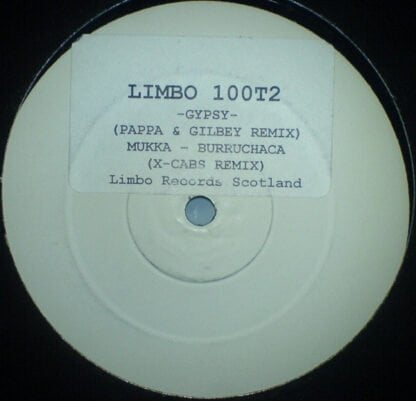 LIMBO 100T2
-GYPSY-
(PAPPA & GILBEY REMIX)
MUKKA - BURRUCHACA
(X-CABS REMIX)
Limbo Records Scotland